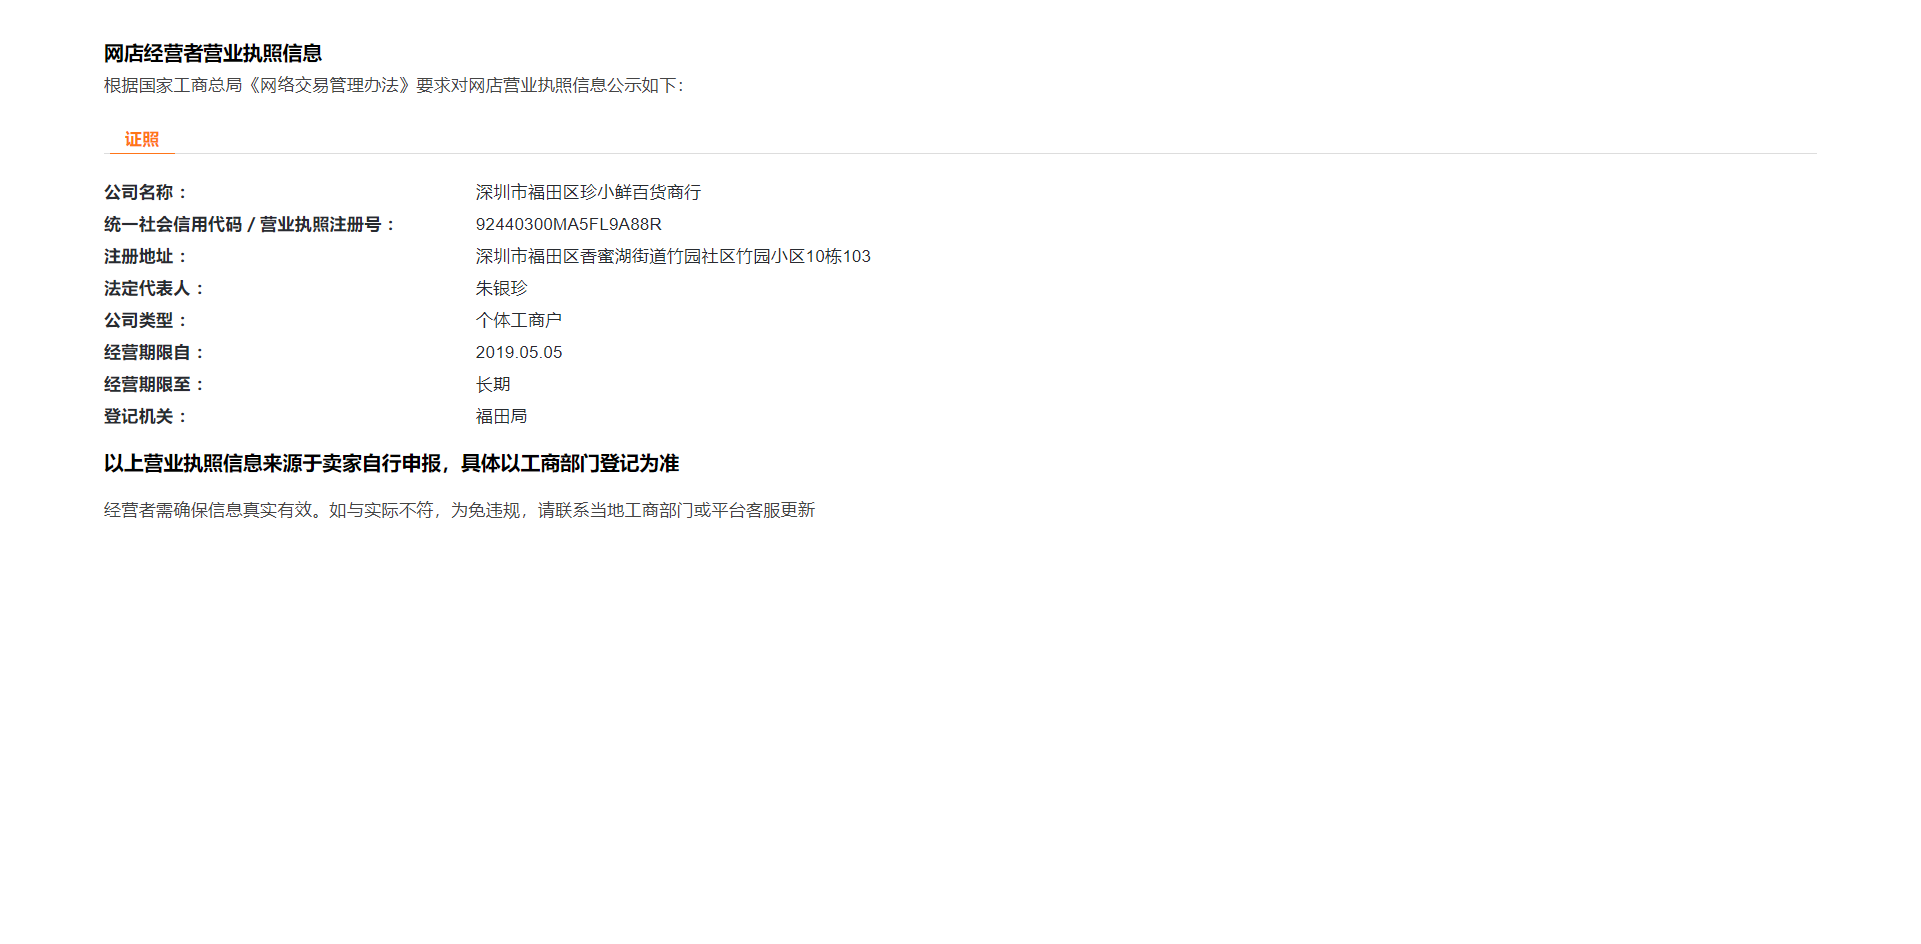 网店经营者营业执照信息
根据国家工商总局《网络交易管理办法》要求对网店营业执照信息公示如下：
证照
公司名称： 深圳市福田区珍小鲜百货商行
统一社会信用代码 / 营业执照注册号： 92440300MA5FL9A88R
注册地址： 深圳市福田区香蜜湖街道竹园社区竹园小区10栋103
法定代表人： 朱银珍
公司类型： 个体工商户
经营期限自： 2019.05.05
经营期限至： 长期
登记机关： 福田局
以上营业执照信息来源于卖家自行申报，具体以工商部门登记为准
经营者需确保信息真实有效。如与实际不符，为免违规，请联系当地工商部门或平台客服更新